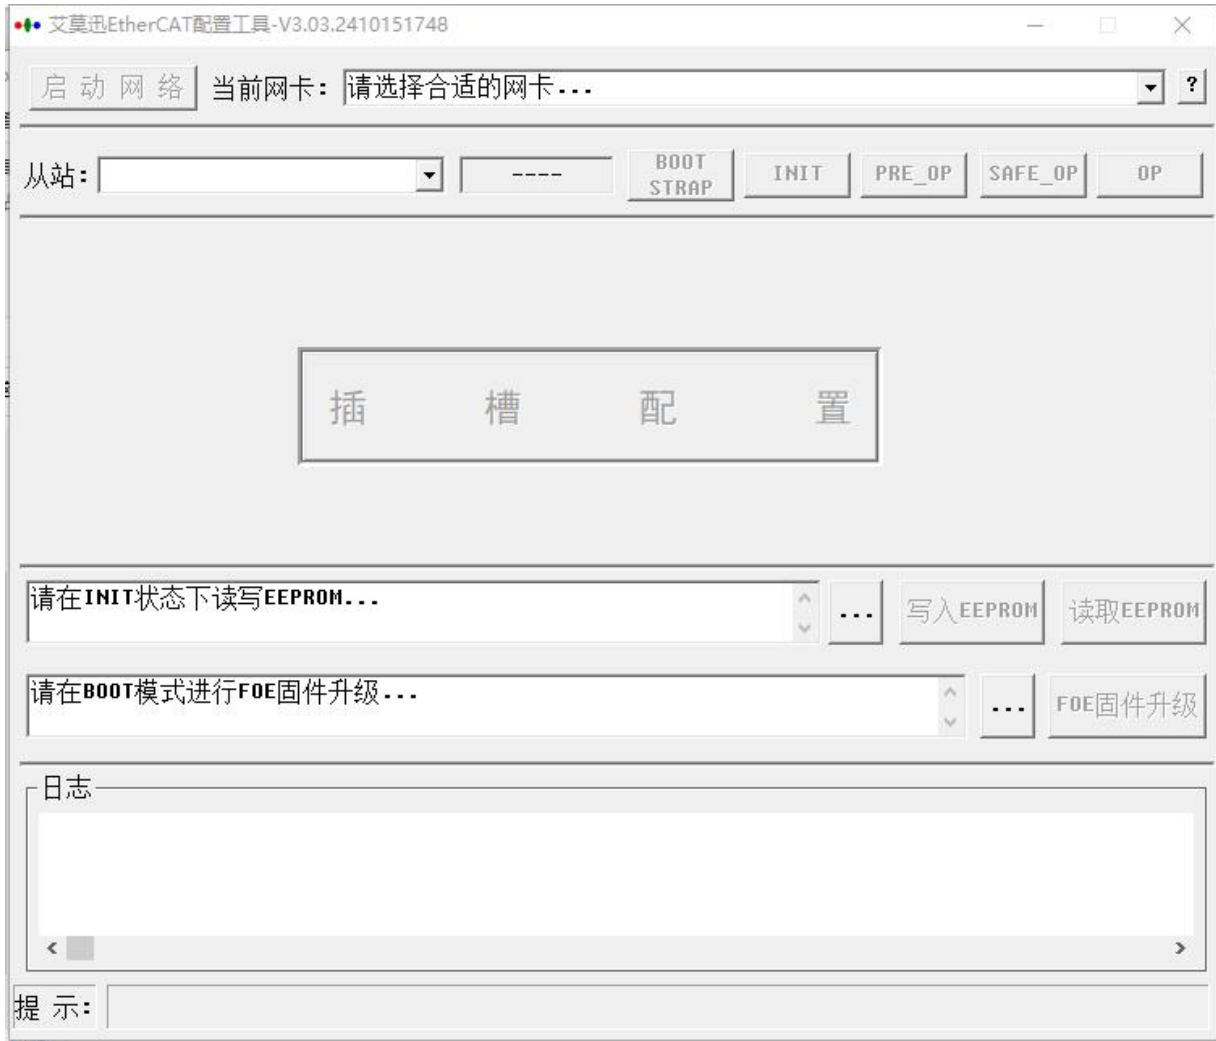 艾莫迅EtherCAT配置工具-V3.03.2410151748
启动网络 当前网卡: 请选择合适的网卡... ?
从站: ---- BOOT STRAP INIT PRE_OP SAFE_OP OP
插槽配置
请在INIT状态下读写EEPROM... ... 写入EEPROM 读取EEPROM
请在BOOT模式进行FOE固件升级... ... FOE固件升级
日志
提示: